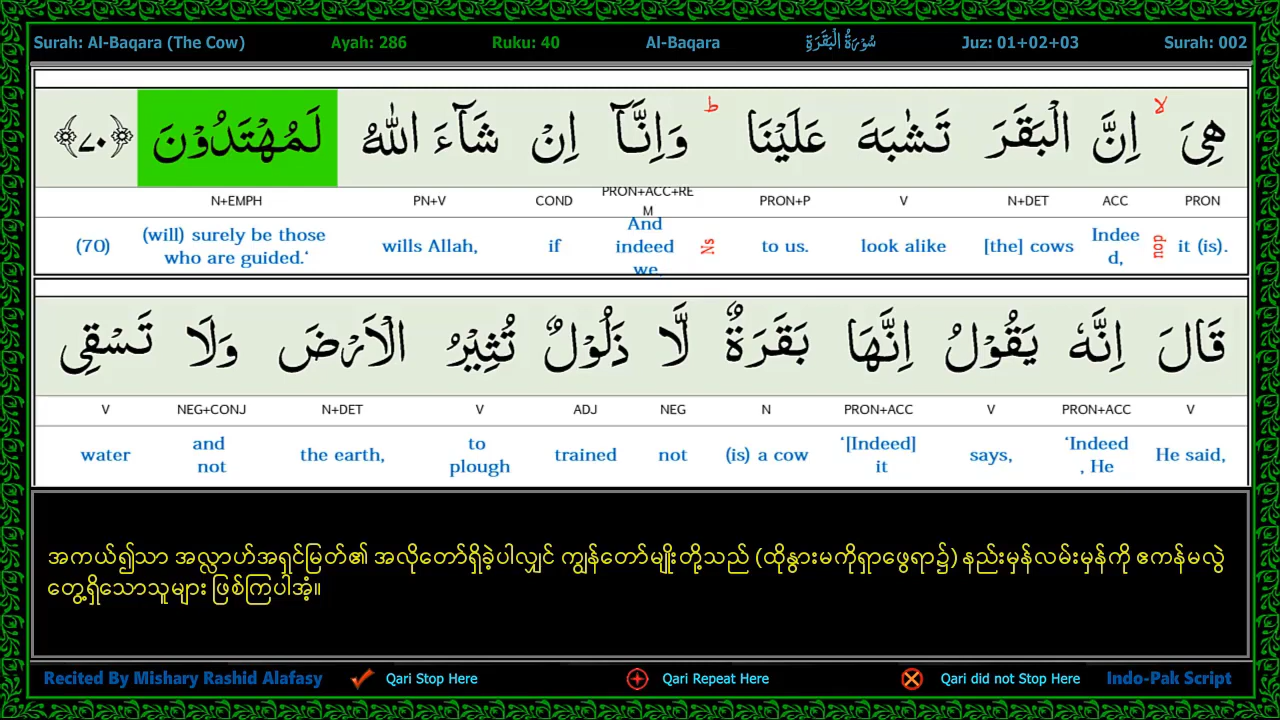 Surah: Al-Baqara (The Cow) Ayah: 286 Ruku: 40 Al-Baqara سُوْرَةُ الْبَقَرَةِ Juz: 01+02+03 Surah: 002
هِىَ ۙ اِنَّ الْبَقَرَ تَشٰبَهَ عَلَيْنَا ؕ وَاِنَّاۤ اِنْ شَآءَ اللّٰهُ لَمُهْتَدُوْنَ ﴿۷۰﴾
N+EMPH PN+V COND PRON+ACC+REM PRON+P V N+DET ACC PRON
(70) (will) surely be those who are guided.‘ wills Allah, if And indeed we, Ns to us. look alike [the] cows Indeed, nop it (is).
قَالَ اِنَّهٗ يَقُوْلُ اِنَّهَا بَقَرَةٌ لَّا ذَلُوْلٌ تُثِيْرُ الْاَرْضَ وَلَا تَسْقِى
V NEG+CONJ N+DET V ADJ NEG N PRON+ACC V PRON+ACC V
water and not the earth, to plough trained not (is) a cow ‘[Indeed] it says, ‘Indeed, He He said,
အကယ်၍သာ အလ္လာဟ်အရှင်မြတ်၏ အလိုတော်ရှိခဲ့ပါလျှင် ကျွန်တော်မျိုးတို့သည် (ထိုနွားမကိုရှာဖွေရာ၌) နည်းမှန်လမ်းမှန်ကို ဧကန်မလွဲ
တွေ့ရှိသောသူများ ဖြစ်ကြပါအံ့။
Recited By Mishary Rashid Alafasy Qari Stop Here Qari Repeat Here Qari did not Stop Here Indo-Pak Script